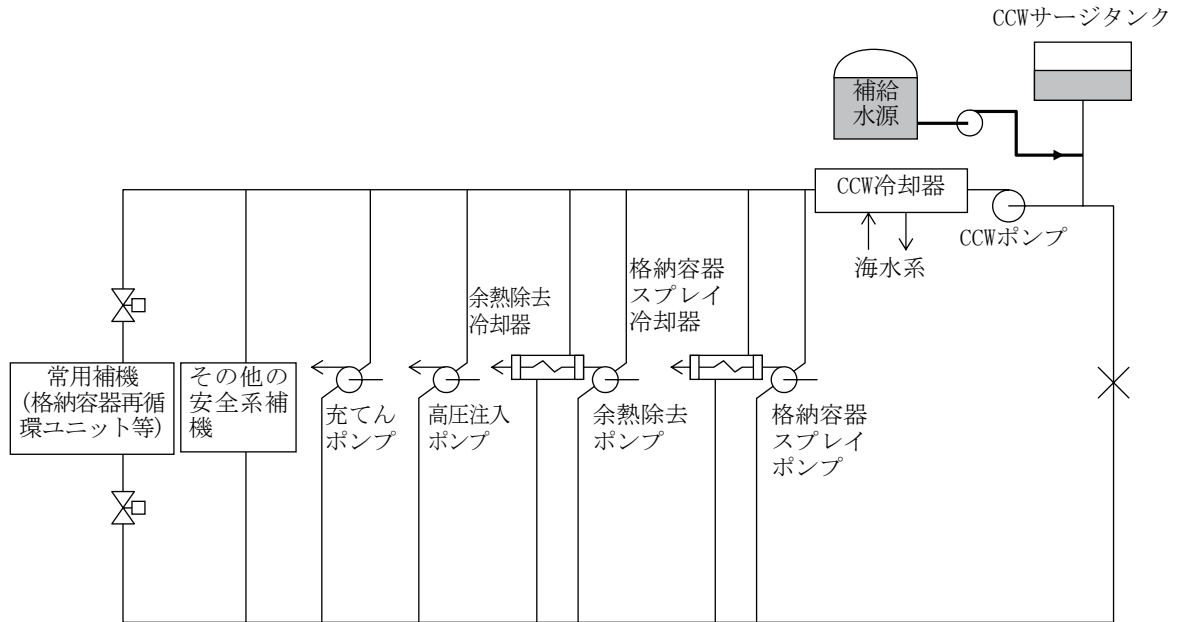 CCWサージタンク
補給
水源
CCW冷却器
CCWポンプ
海水系
格納容器
スプレイ
冷却器
余熱除去
冷却器
常用補機
(格納容器再循
環ユニット等)
その他の
安全系補
機
充てん
ポンプ
高圧注入
ポンプ
余熱除去
ポンプ
格納容器
スプレイ
ポンプ